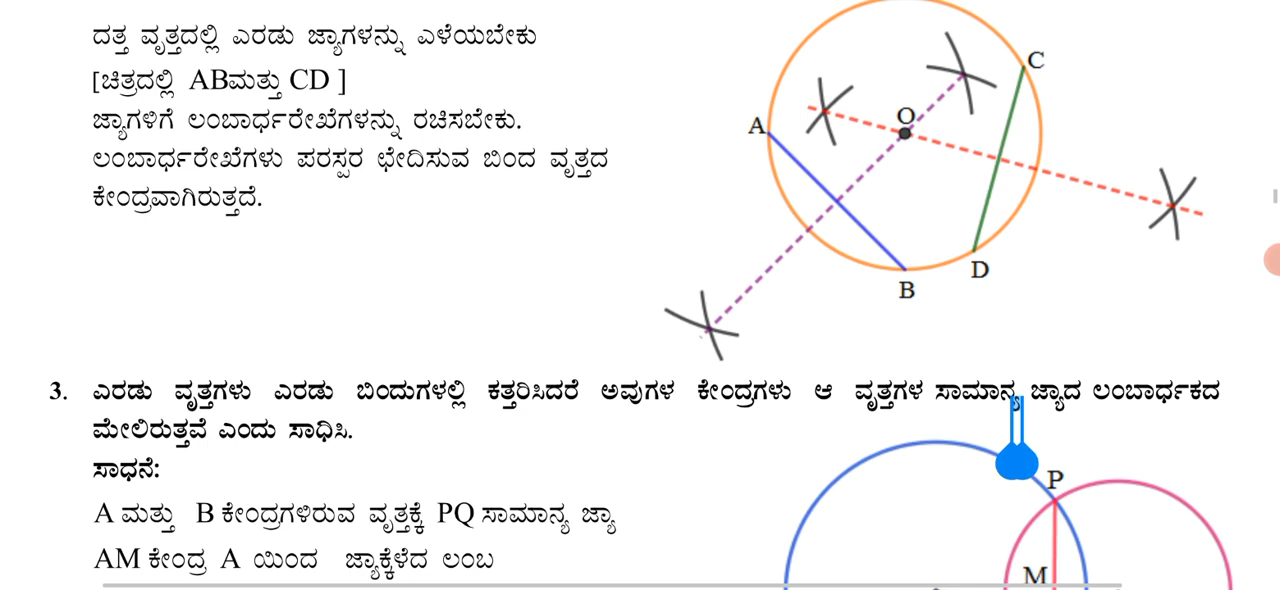 ದತ್ತ ವೃತ್ತದಲ್ಲಿ ಎರಡು ಜ್ಯಾಗಳನ್ನು ಎಳೆಯಬೇಕು
[ಚಿತ್ರದಲ್ಲಿ ABಮತ್ತು CD ]
ಜ್ಯಾಗಳಿಗೆ ಲಂಬಾರ್ಧರೇಖೆಗಳನ್ನು ರಚಿಸಬೇಕು.
ಲಂಬಾರ್ಧರೇಖೆಗಳು ಪರಸ್ಪರ ಛೇದಿಸುವ ಬಿಂದ ವೃತ್ತದ
ಕೇಂದ್ರವಾಗಿರುತ್ತದೆ.
C
O
A
D
B
3. ಎರಡು ವೃತ್ತಗಳು ಎರಡು ಬಿಂದುಗಳಲ್ಲಿ ಕತ್ತರಿಸಿದರೆ ಅವುಗಳ ಕೇಂದ್ರಗಳು ಆ ವೃತ್ತಗಳ ಸಾಮಾನ್ಯ ಜ್ಯಾದ ಲಂಬಾರ್ಧಕದ
ಮೇಲಿರುತ್ತವೆ ಎಂದು ಸಾಧಿಸಿ.
ಸಾಧನೆ:
A ಮತ್ತು B ಕೇಂದ್ರಗಳಿರುವ ವೃತ್ತಕ್ಕೆ PQ ಸಾಮಾನ್ಯ ಜ್ಯಾ
AM ಕೇಂದ್ರ A ಯಿಂದ ಜ್ಯಾಕ್ಕೆಳೆದ ಲಂಬ
P
M